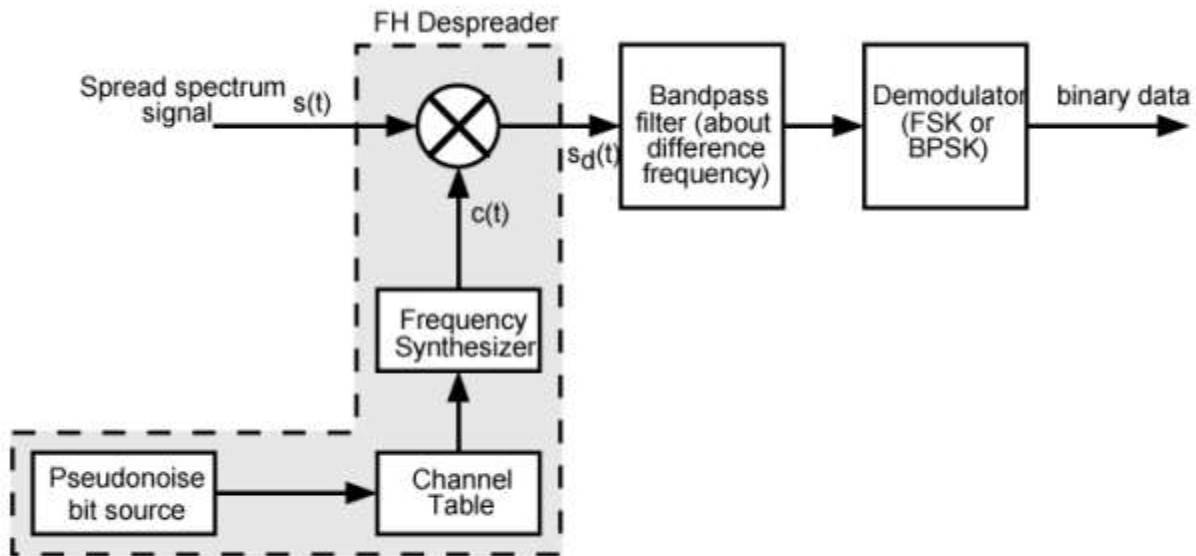 FH Despreader
Spread spectrum
signal
s(t)
s_d(t)
Bandpass
filter (about
difference
frequency)
Demodulator
(FSK or
BPSK)
binary data
c(t)
Frequency
Synthesizer
Pseudonoise
bit source
Channel
Table